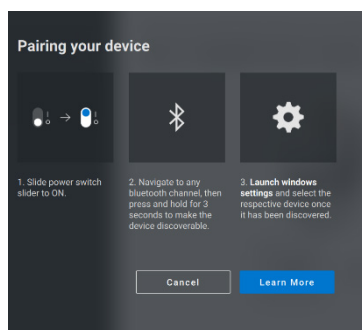 Pairing your device
1. Slide power switch
slider to ON.
2. Navigate to any
bluetooth channel, then
press and hold for 3
seconds to make the
device discoverable.
3. Launch windows
settings and select the
respective device once
it has been discovered.
Cancel
Learn More